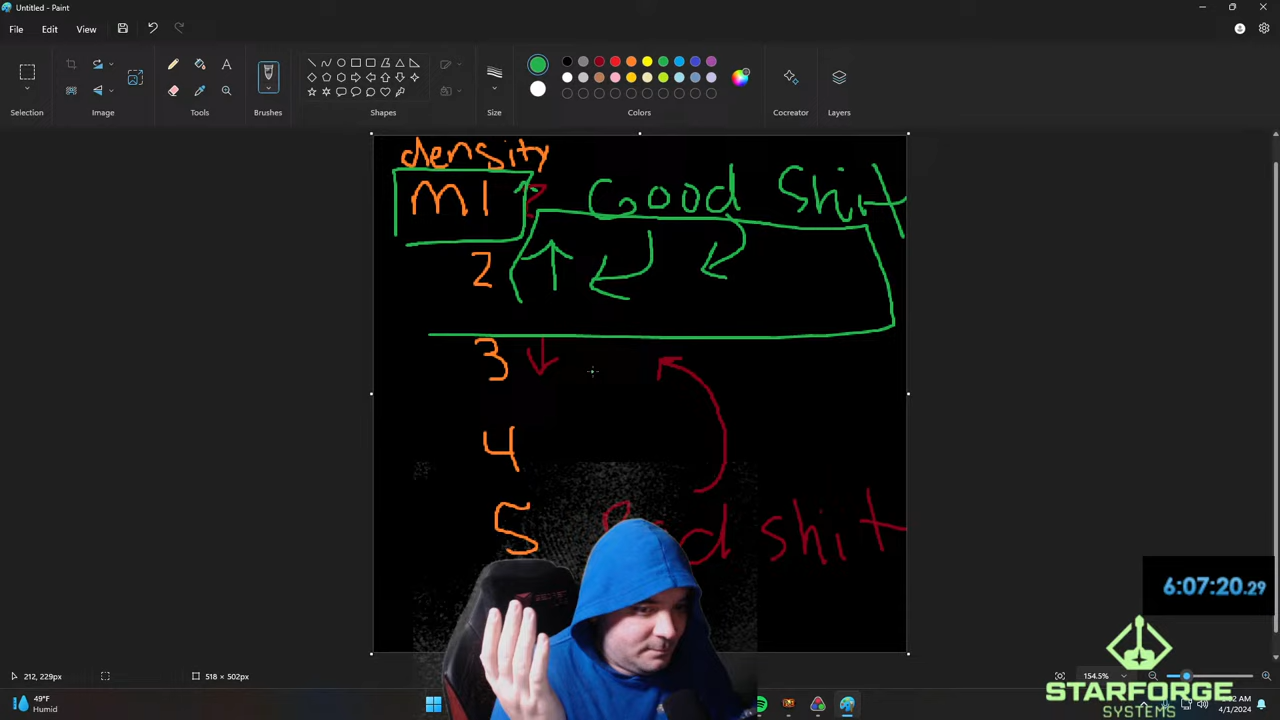 Untitled - Paint
File Edit View
Selection Image Tools Brushes Shapes Size Colors Cocreator Layers
density
M1 ? Good Shit
2
3
4
5 Bad shit
6:07:20.29
212, 229px 518 × 502px 154.5%
STARFORGE
SYSTEMS
49°F
Humid
4/1/2024